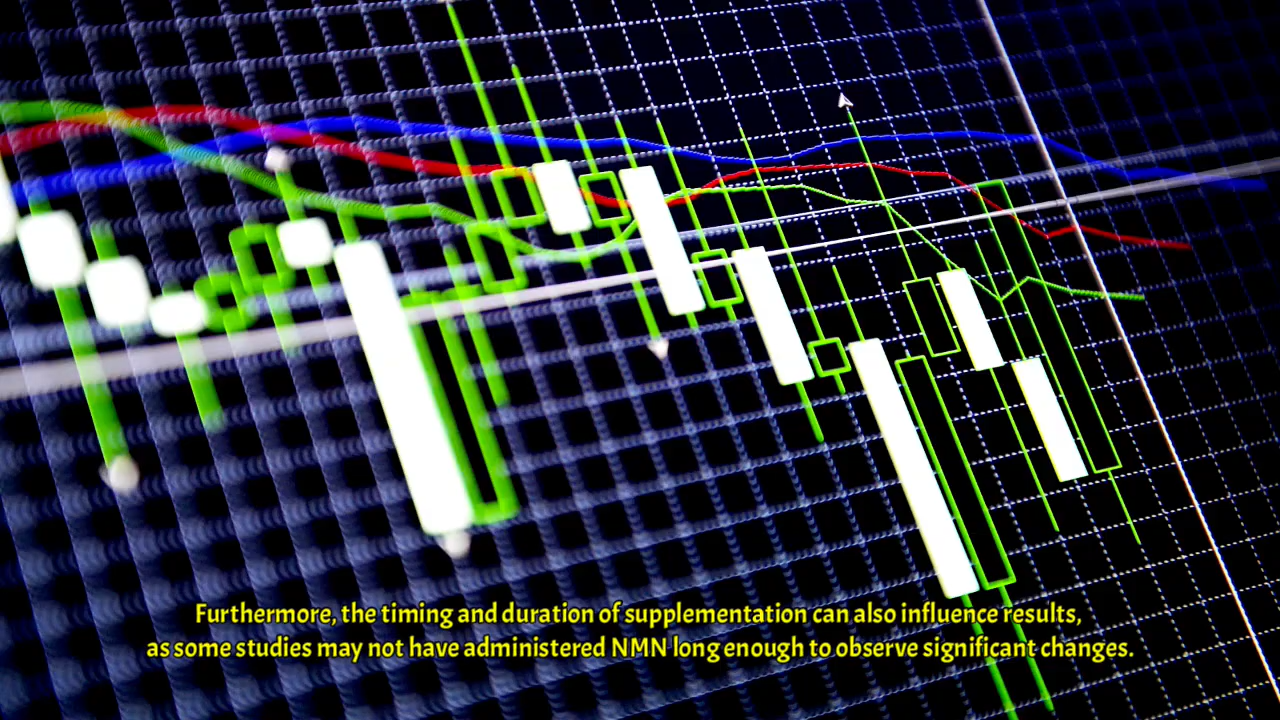 Furthermore, the timing and duration of supplementation can also influence results,
as some studies may not have administered NMN long enough to observe significant changes.